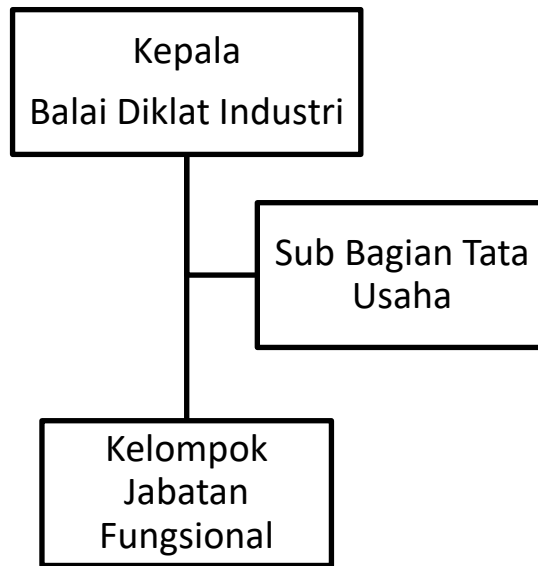 Kepala
Balai Diklat Industri
Sub Bagian Tata
Usaha
Kelompok
Jabatan
Fungsional